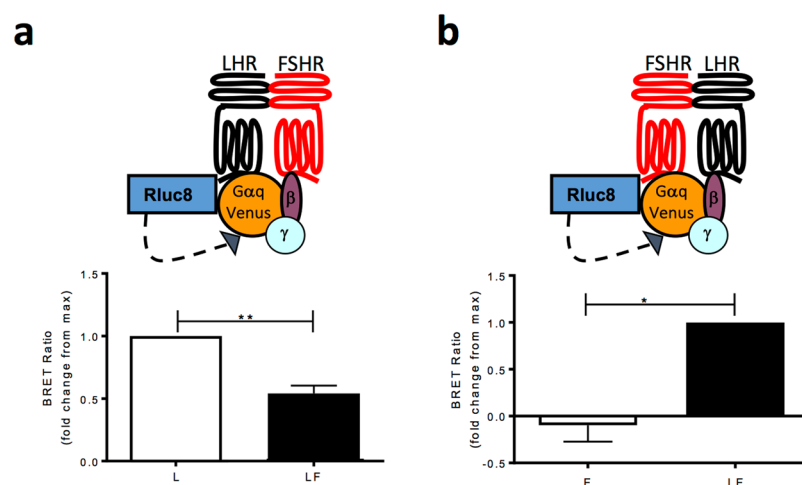 a
LHR FSHR
Rluc8
Gαq
Venus
β
γ
1.5
1.0
0.5
0.0
BRET Ratio
(fold change from max)
**
L LF
b
FSHR LHR
Rluc8
Gαq
Venus
β
γ
1.5
1.0
0.5
0.0
-0.5
BRET Ratio
(fold change from max)
*
F LF